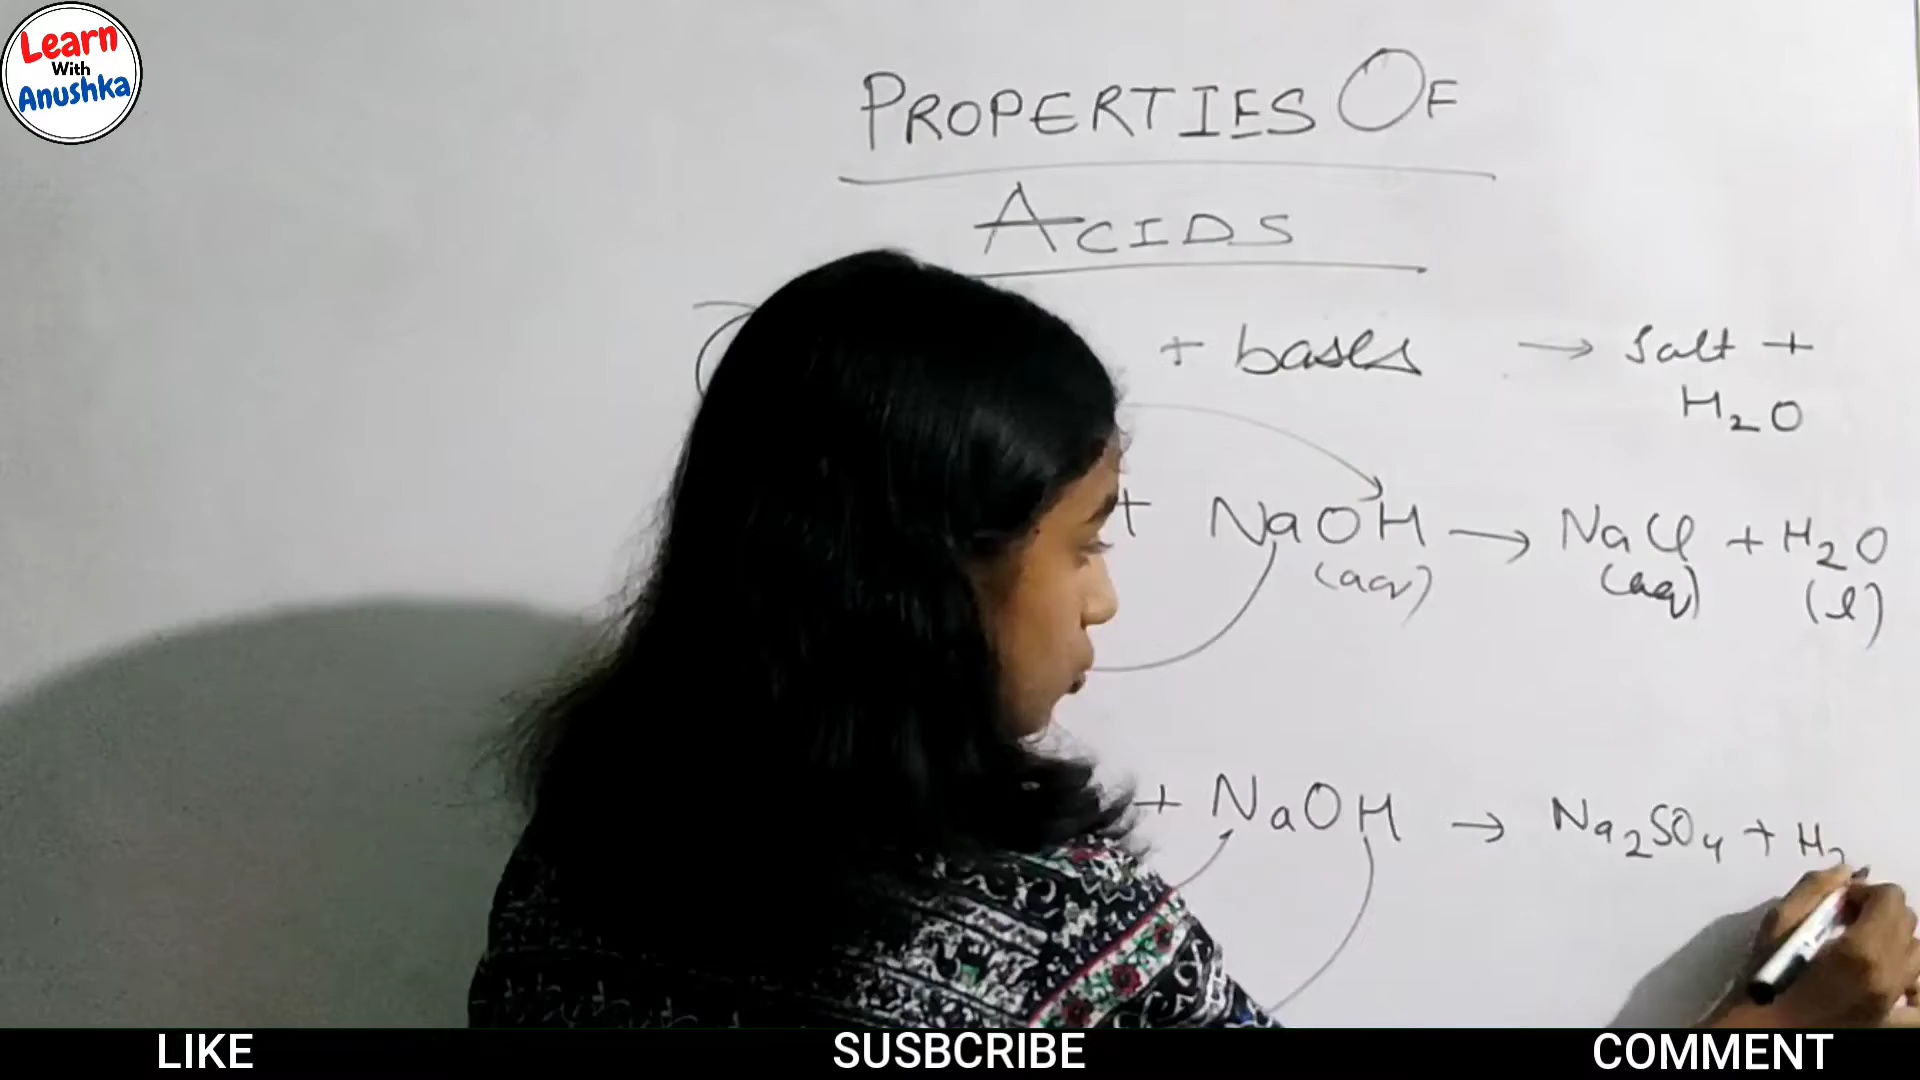 Learn
With
Anushka
PROPERTIES OF
ACIDS
+ bases → Salt +
H₂O
+ NaOH → NaCl + H₂O
(aq) (aq) (l)
+ NaOH → Na₂SO₄ + H₂
LIKE SUSBCRIBE COMMENT